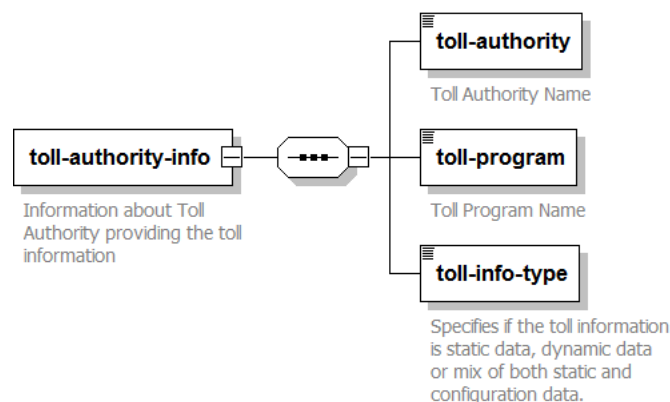 toll-authority
Toll Authority Name
toll-authority-info
Information about Toll
Authority providing the toll
information
toll-program
Toll Program Name
toll-info-type
Specifies if the toll information
is static data, dynamic data
or mix of both static and
configuration data.